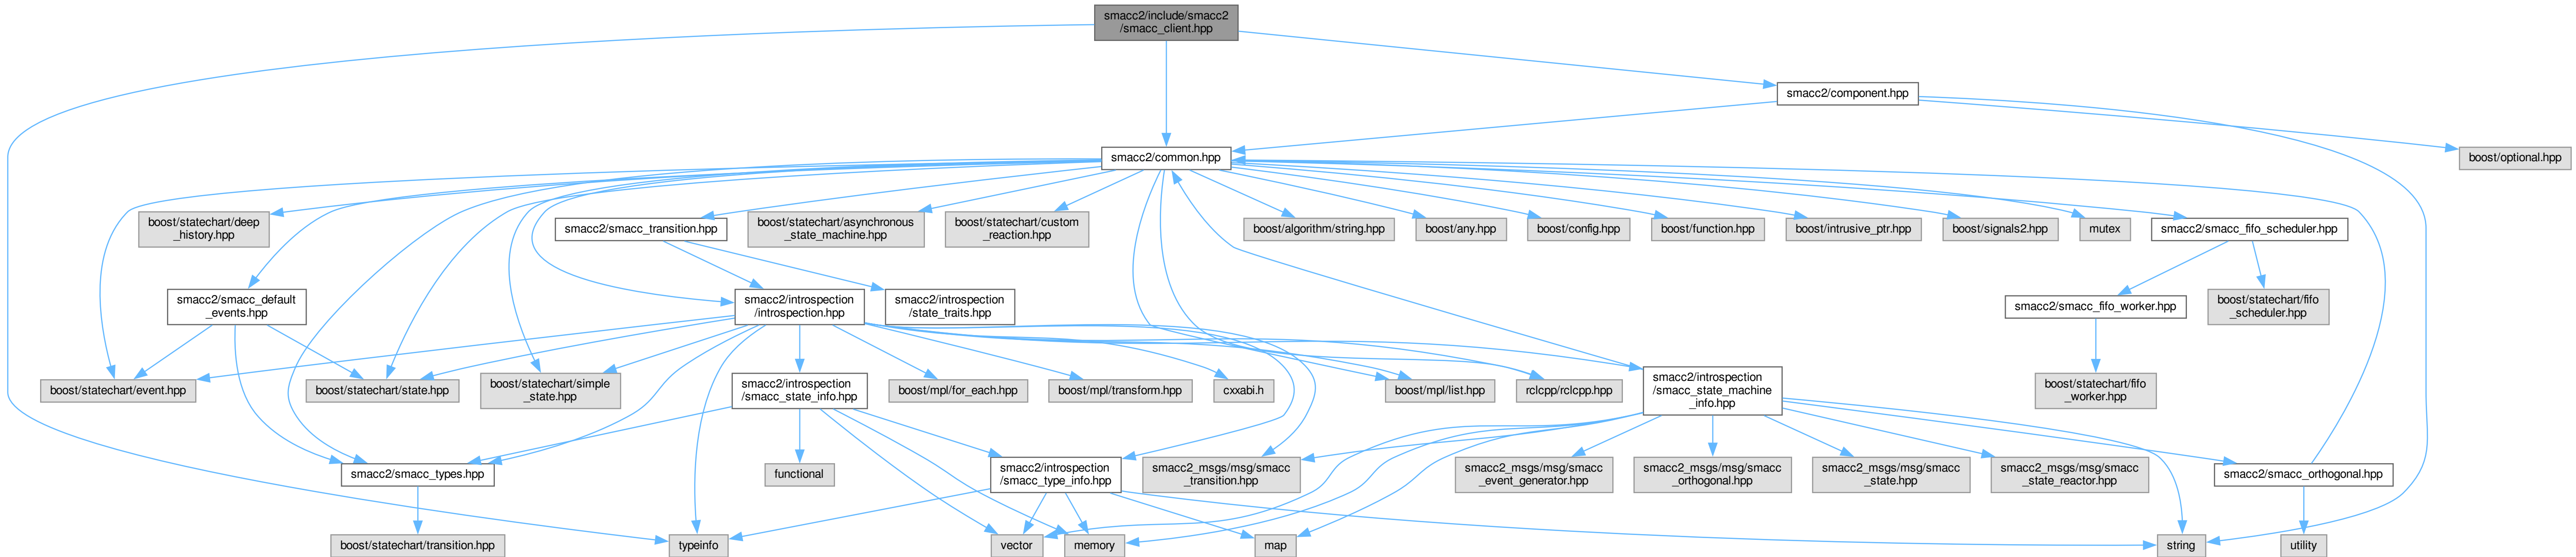 smacc2/include/smacc2
/smacc_client.hpp
smacc2/component.hpp
smacc2/common.hpp
boost/optional.hpp
boost/statechart/deep
_history.hpp
smacc2/smacc_transition.hpp
boost/statechart/asynchronous
_state_machine.hpp
boost/statechart/custom
_reaction.hpp
boost/algorithm/string.hpp
boost/any.hpp
boost/config.hpp
boost/function.hpp
boost/intrusive_ptr.hpp
boost/signals2.hpp
mutex
smacc2/smacc_fifo_scheduler.hpp
smacc2/smacc_default
_events.hpp
smacc2/introspection
/introspection.hpp
smacc2/introspection
/state_traits.hpp
smacc2/smacc_fifo_worker.hpp
boost/statechart/fifo
_scheduler.hpp
boost/statechart/event.hpp
boost/statechart/state.hpp
boost/statechart/simple
_state.hpp
smacc2/introspection
/smacc_state_info.hpp
boost/mpl/for_each.hpp
boost/mpl/transform.hpp
cxxabi.h
boost/mpl/list.hpp
rclcpp/rclcpp.hpp
smacc2/introspection
/smacc_state_machine
_info.hpp
boost/statechart/fifo
_worker.hpp
smacc2/smacc_types.hpp
functional
smacc2/introspection
/smacc_type_info.hpp
smacc2_msgs/msg/smacc
_transition.hpp
smacc2_msgs/msg/smacc
_event_generator.hpp
smacc2_msgs/msg/smacc
_orthogonal.hpp
smacc2_msgs/msg/smacc
_state.hpp
smacc2_msgs/msg/smacc
_state_reactor.hpp
smacc2/smacc_orthogonal.hpp
boost/statechart/transition.hpp
typeinfo
vector
memory
map
string
utility